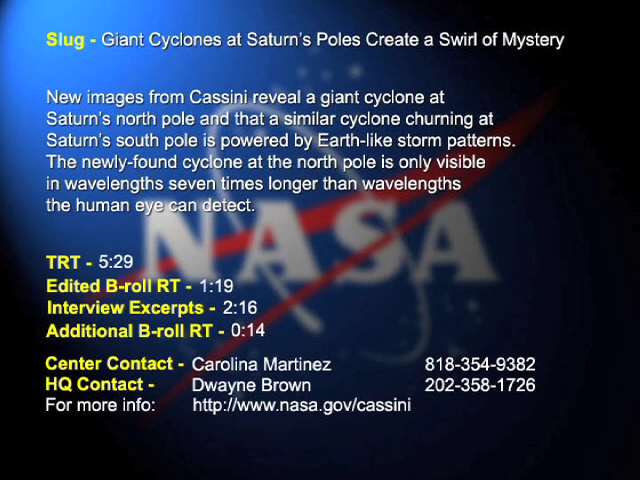 Slug - Giant Cyclones at Saturn's Poles Create a Swirl of Mystery
New images from Cassini reveal a giant cyclone at
Saturn's north pole and that a similar cyclone churning at
Saturn's south pole is powered by Earth-like storm patterns.
The newly-found cyclone at the north pole is only visible
in wavelengths seven times longer than wavelengths
the human eye can detect.
NASA
TRT - 5:29
Edited B-roll RT - 1:19
Interview Excerpts - 2:16
Additional B-roll RT - 0:14
Center Contact - Carolina Martinez 818-354-9382
HQ Contact - Dwayne Brown 202-358-1726
For more info: http://www.nasa.gov/cassini